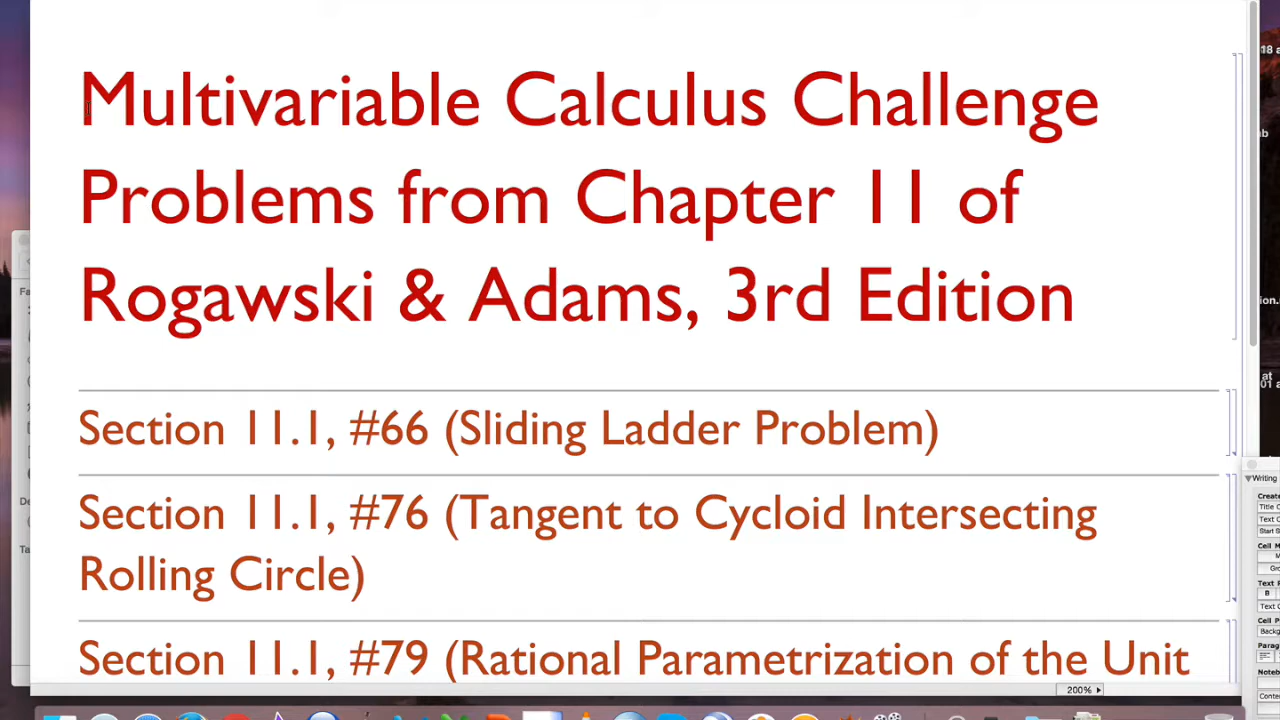 Multivariable Calculus Challenge
Problems from Chapter 11 of
Rogawski & Adams, 3rd Edition
Section 11.1, #66 (Sliding Ladder Problem)
Section 11.1, #76 (Tangent to Cycloid Intersecting
Rolling Circle)
Section 11.1, #79 (Rational Parametrization of the Unit
200%
Writing